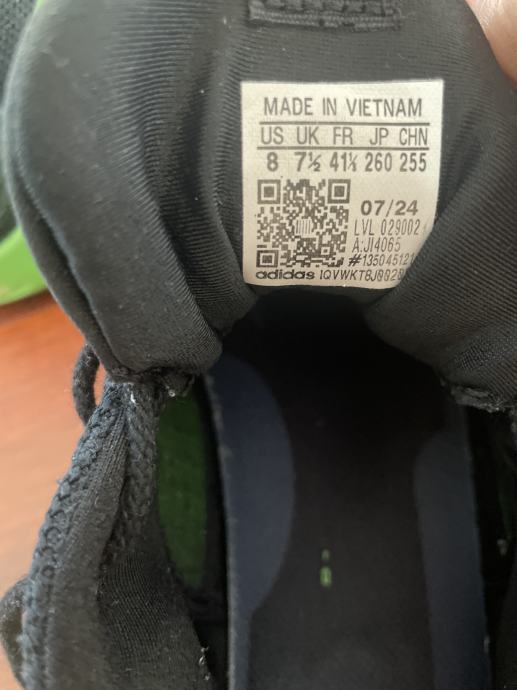 MADE IN VIETNAM
US UK FR JP CHN
8 7½ 41⅓ 260 255
07/24
LVL 029002
A:JI4065
adidas